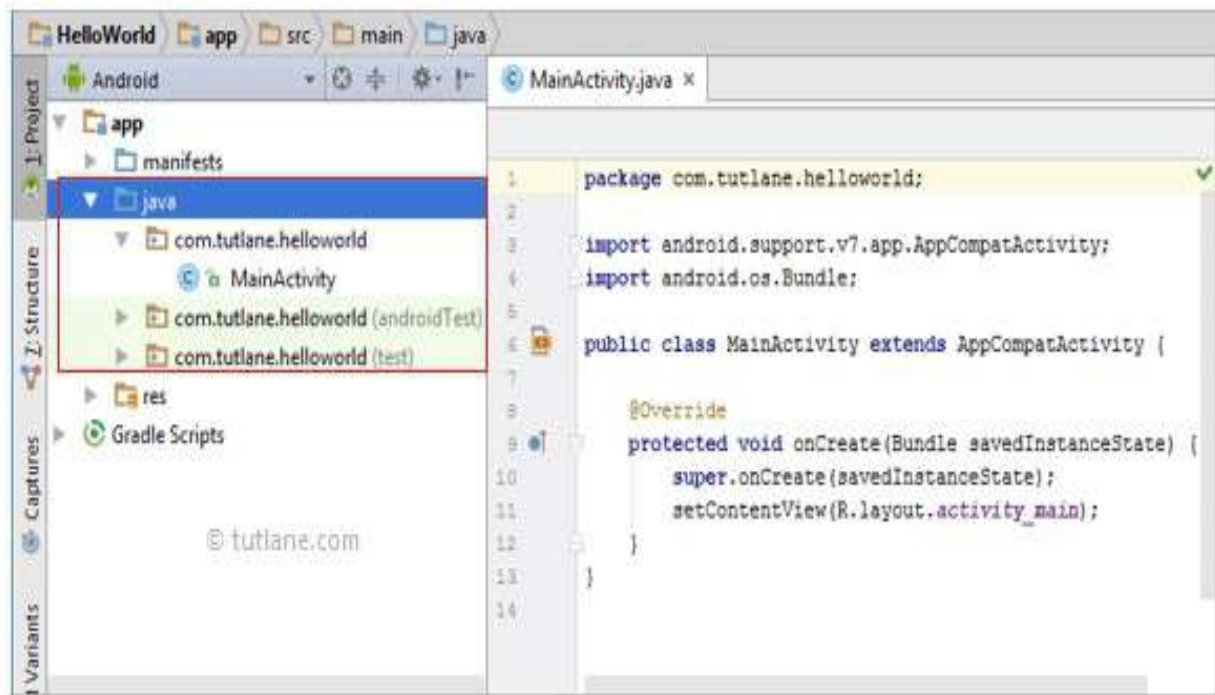 HelloWorld app src main java
Android
MainActivity.java ×
1: Project
app
manifests
java
com.tutlane.helloworld
MainActivity
com.tutlane.helloworld (androidTest)
com.tutlane.helloworld (test)
res
Gradle Scripts
7: Structure
Captures
Variants
© tutlane.com
1 package com.tutlane.helloworld;
2
3 import android.support.v7.app.AppCompatActivity;
4 import android.os.Bundle;
5
6 public class MainActivity extends AppCompatActivity {
7
8 @Override
9 protected void onCreate(Bundle savedInstanceState) {
10 super.onCreate(savedInstanceState);
11 setContentView(R.layout.activity_main);
12 }
13 }
14